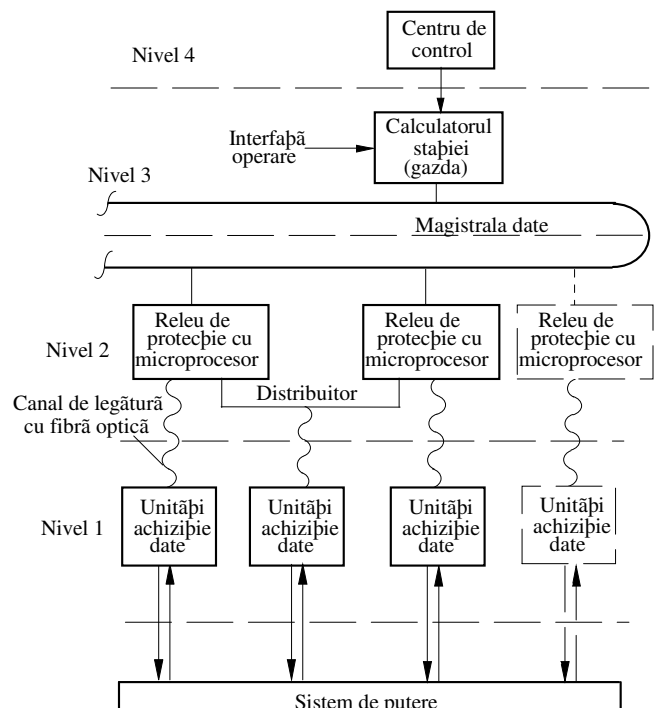 Centru de
control
Nivel 4
Calculatorul
staþiei
(gazda)
Interfaþã
operare
Nivel 3
Magistrala date
Releu de
protecþie cu
microprocesor
Releu de
protecþie cu
microprocesor
Releu de
protecþie cu
microprocesor
Nivel 2
Distribuitor
Canal de legãturã
cu fibrã opticã
Unitãþi
achiziþie
date
Unitãþi
achiziþie
date
Unitãþi
achiziþie
date
Unitãþi
achiziþie
date
Nivel 1
Sistem de putere